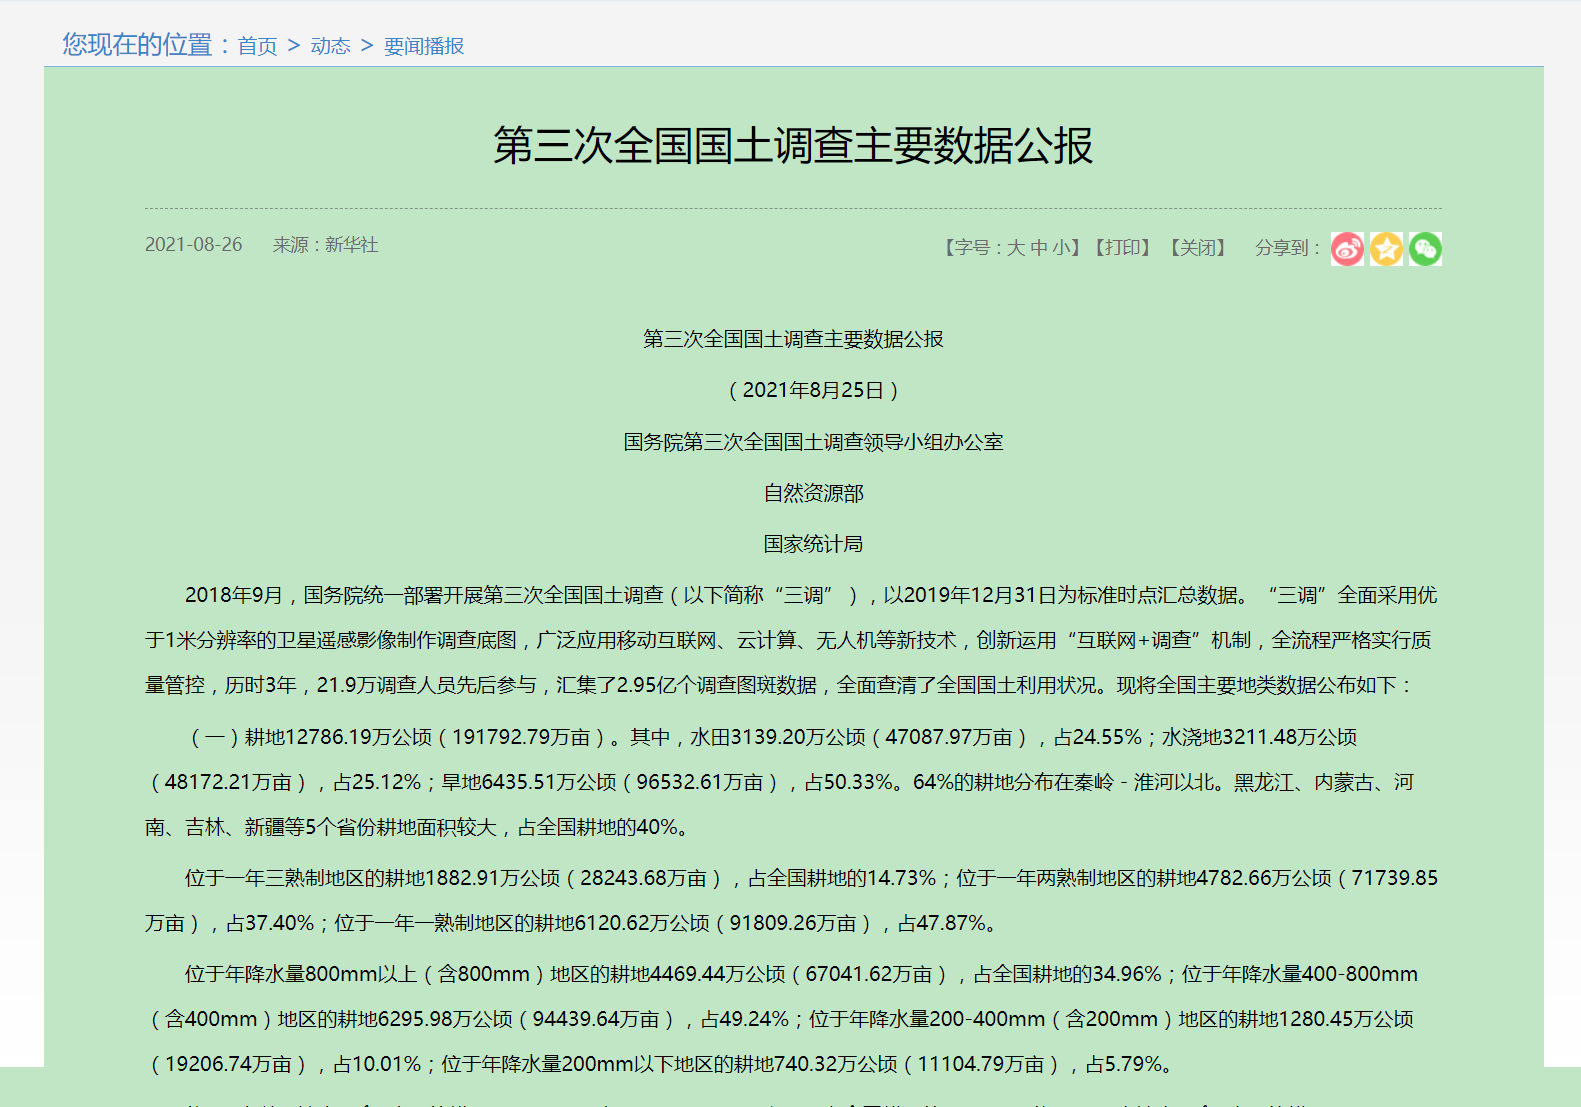 您现在的位置：首页 > 动态 > 要闻播报
第三次全国国土调查主要数据公报
2021-08-26 来源：新华社 【字号：大 中 小】【打印】 【关闭】 分享到：
第三次全国国土调查主要数据公报
（2021年8月25日）
国务院第三次全国国土调查领导小组办公室
自然资源部
国家统计局
2018年9月，国务院统一部署开展第三次全国国土调查（以下简称“三调”），以2019年12月31日为标准时点汇总数据。“三调”全面采用优
于1米分辨率的卫星遥感影像制作调查底图，广泛应用移动互联网、云计算、无人机等新技术，创新运用“互联网+调查”机制，全流程严格实行质
量管控，历时3年，21.9万调查人员先后参与，汇集了2.95亿个调查图斑数据，全面查清了全国国土利用状况。现将全国主要地类数据公布如下：
（一）耕地12786.19万公顷（191792.79万亩）。其中，水田3139.20万公顷（47087.97万亩），占24.55%；水浇地3211.48万公顷
（48172.21万亩），占25.12%；旱地6435.51万公顷（96532.61万亩），占50.33%。64%的耕地分布在秦岭－淮河以北。黑龙江、内蒙古、河
南、吉林、新疆等5个省份耕地面积较大，占全国耕地的40%。
位于一年三熟制地区的耕地1882.91万公顷（28243.68万亩），占全国耕地的14.73%；位于一年两熟制地区的耕地4782.66万公顷（71739.85
万亩），占37.40%；位于一年一熟制地区的耕地6120.62万公顷（91809.26万亩），占47.87%。
位于年降水量800mm以上（含800mm）地区的耕地4469.44万公顷（67041.62万亩），占全国耕地的34.96%；位于年降水量400-800mm
（含400mm）地区的耕地6295.98万公顷（94439.64万亩），占49.24%；位于年降水量200-400mm（含200mm）地区的耕地1280.45万公顷
（19206.74万亩），占10.01%；位于年降水量200mm以下地区的耕地740.32万公顷（11104.79万亩），占5.79%。